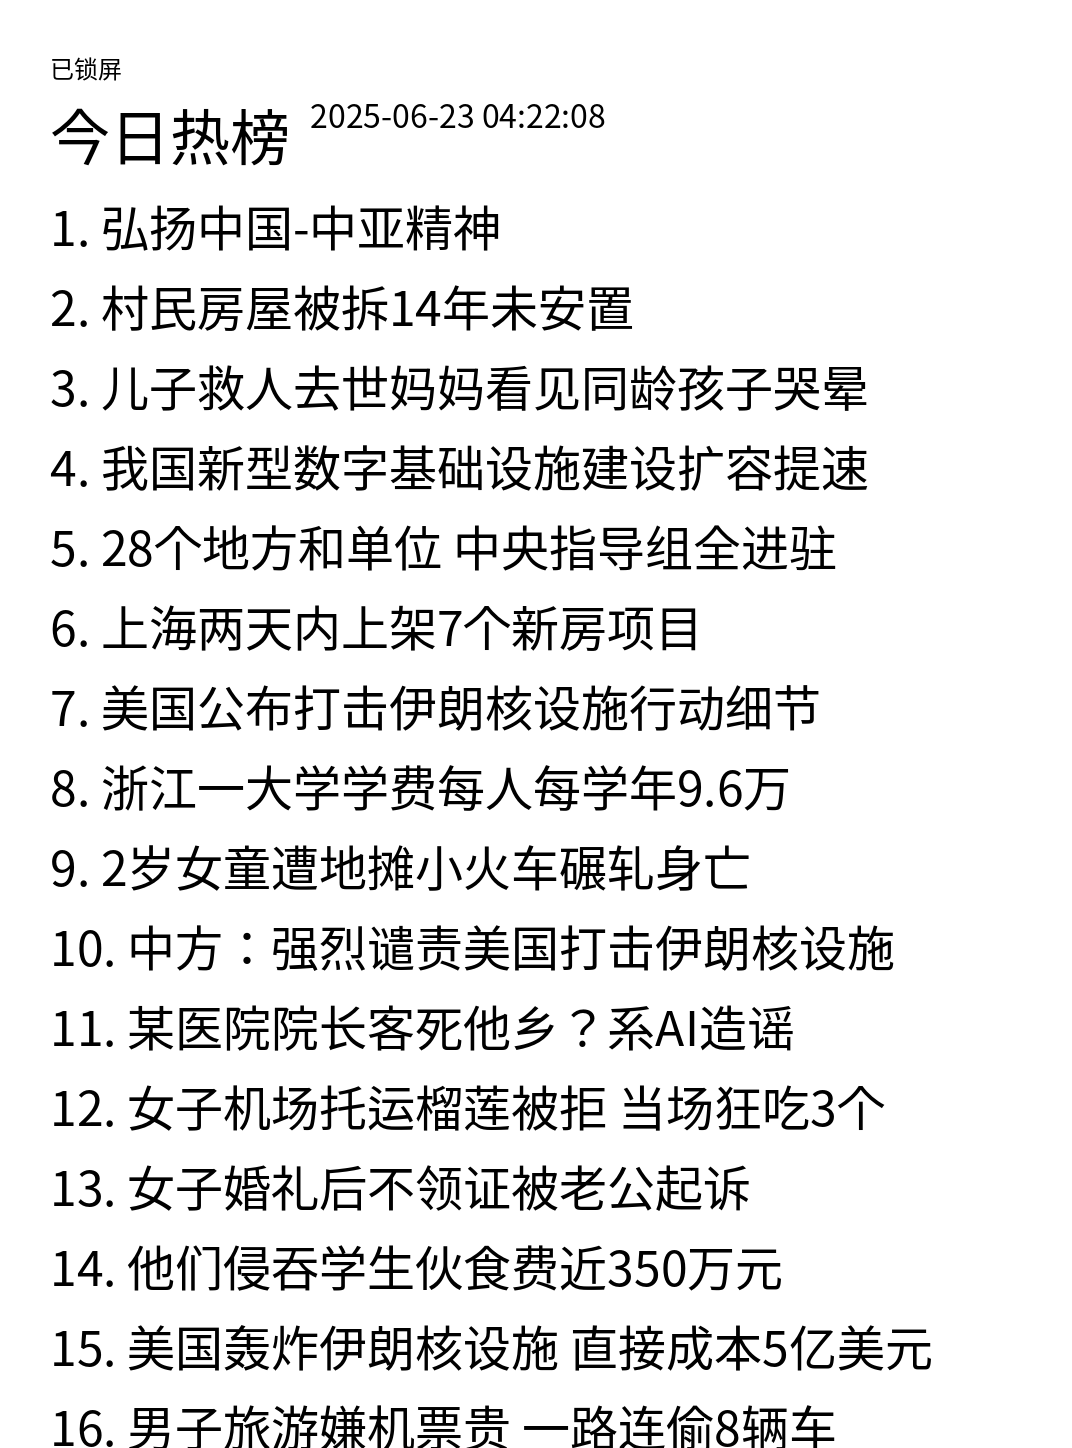 已锁屏
今日热榜 2025-06-23 04:22:08
1. 弘扬中国-中亚精神
2. 村民房屋被拆14年未安置
3. 儿子救人去世妈妈看见同龄孩子哭晕
4. 我国新型数字基础设施建设扩容提速
5. 28个地方和单位 中央指导组全进驻
6. 上海两天内上架7个新房项目
7. 美国公布打击伊朗核设施行动细节
8. 浙江一大学学费每人每学年9.6万
9. 2岁女童遭地摊小火车碾轧身亡
10. 中方：强烈谴责美国打击伊朗核设施
11. 某医院院长客死他乡？系AI造谣
12. 女子机场托运榴莲被拒 当场狂吃3个
13. 女子婚礼后不领证被老公起诉
14. 他们侵吞学生伙食费近350万元
15. 美国轰炸伊朗核设施 直接成本5亿美元
16. 男子旅游嫌机票贵 一路连偷8辆车